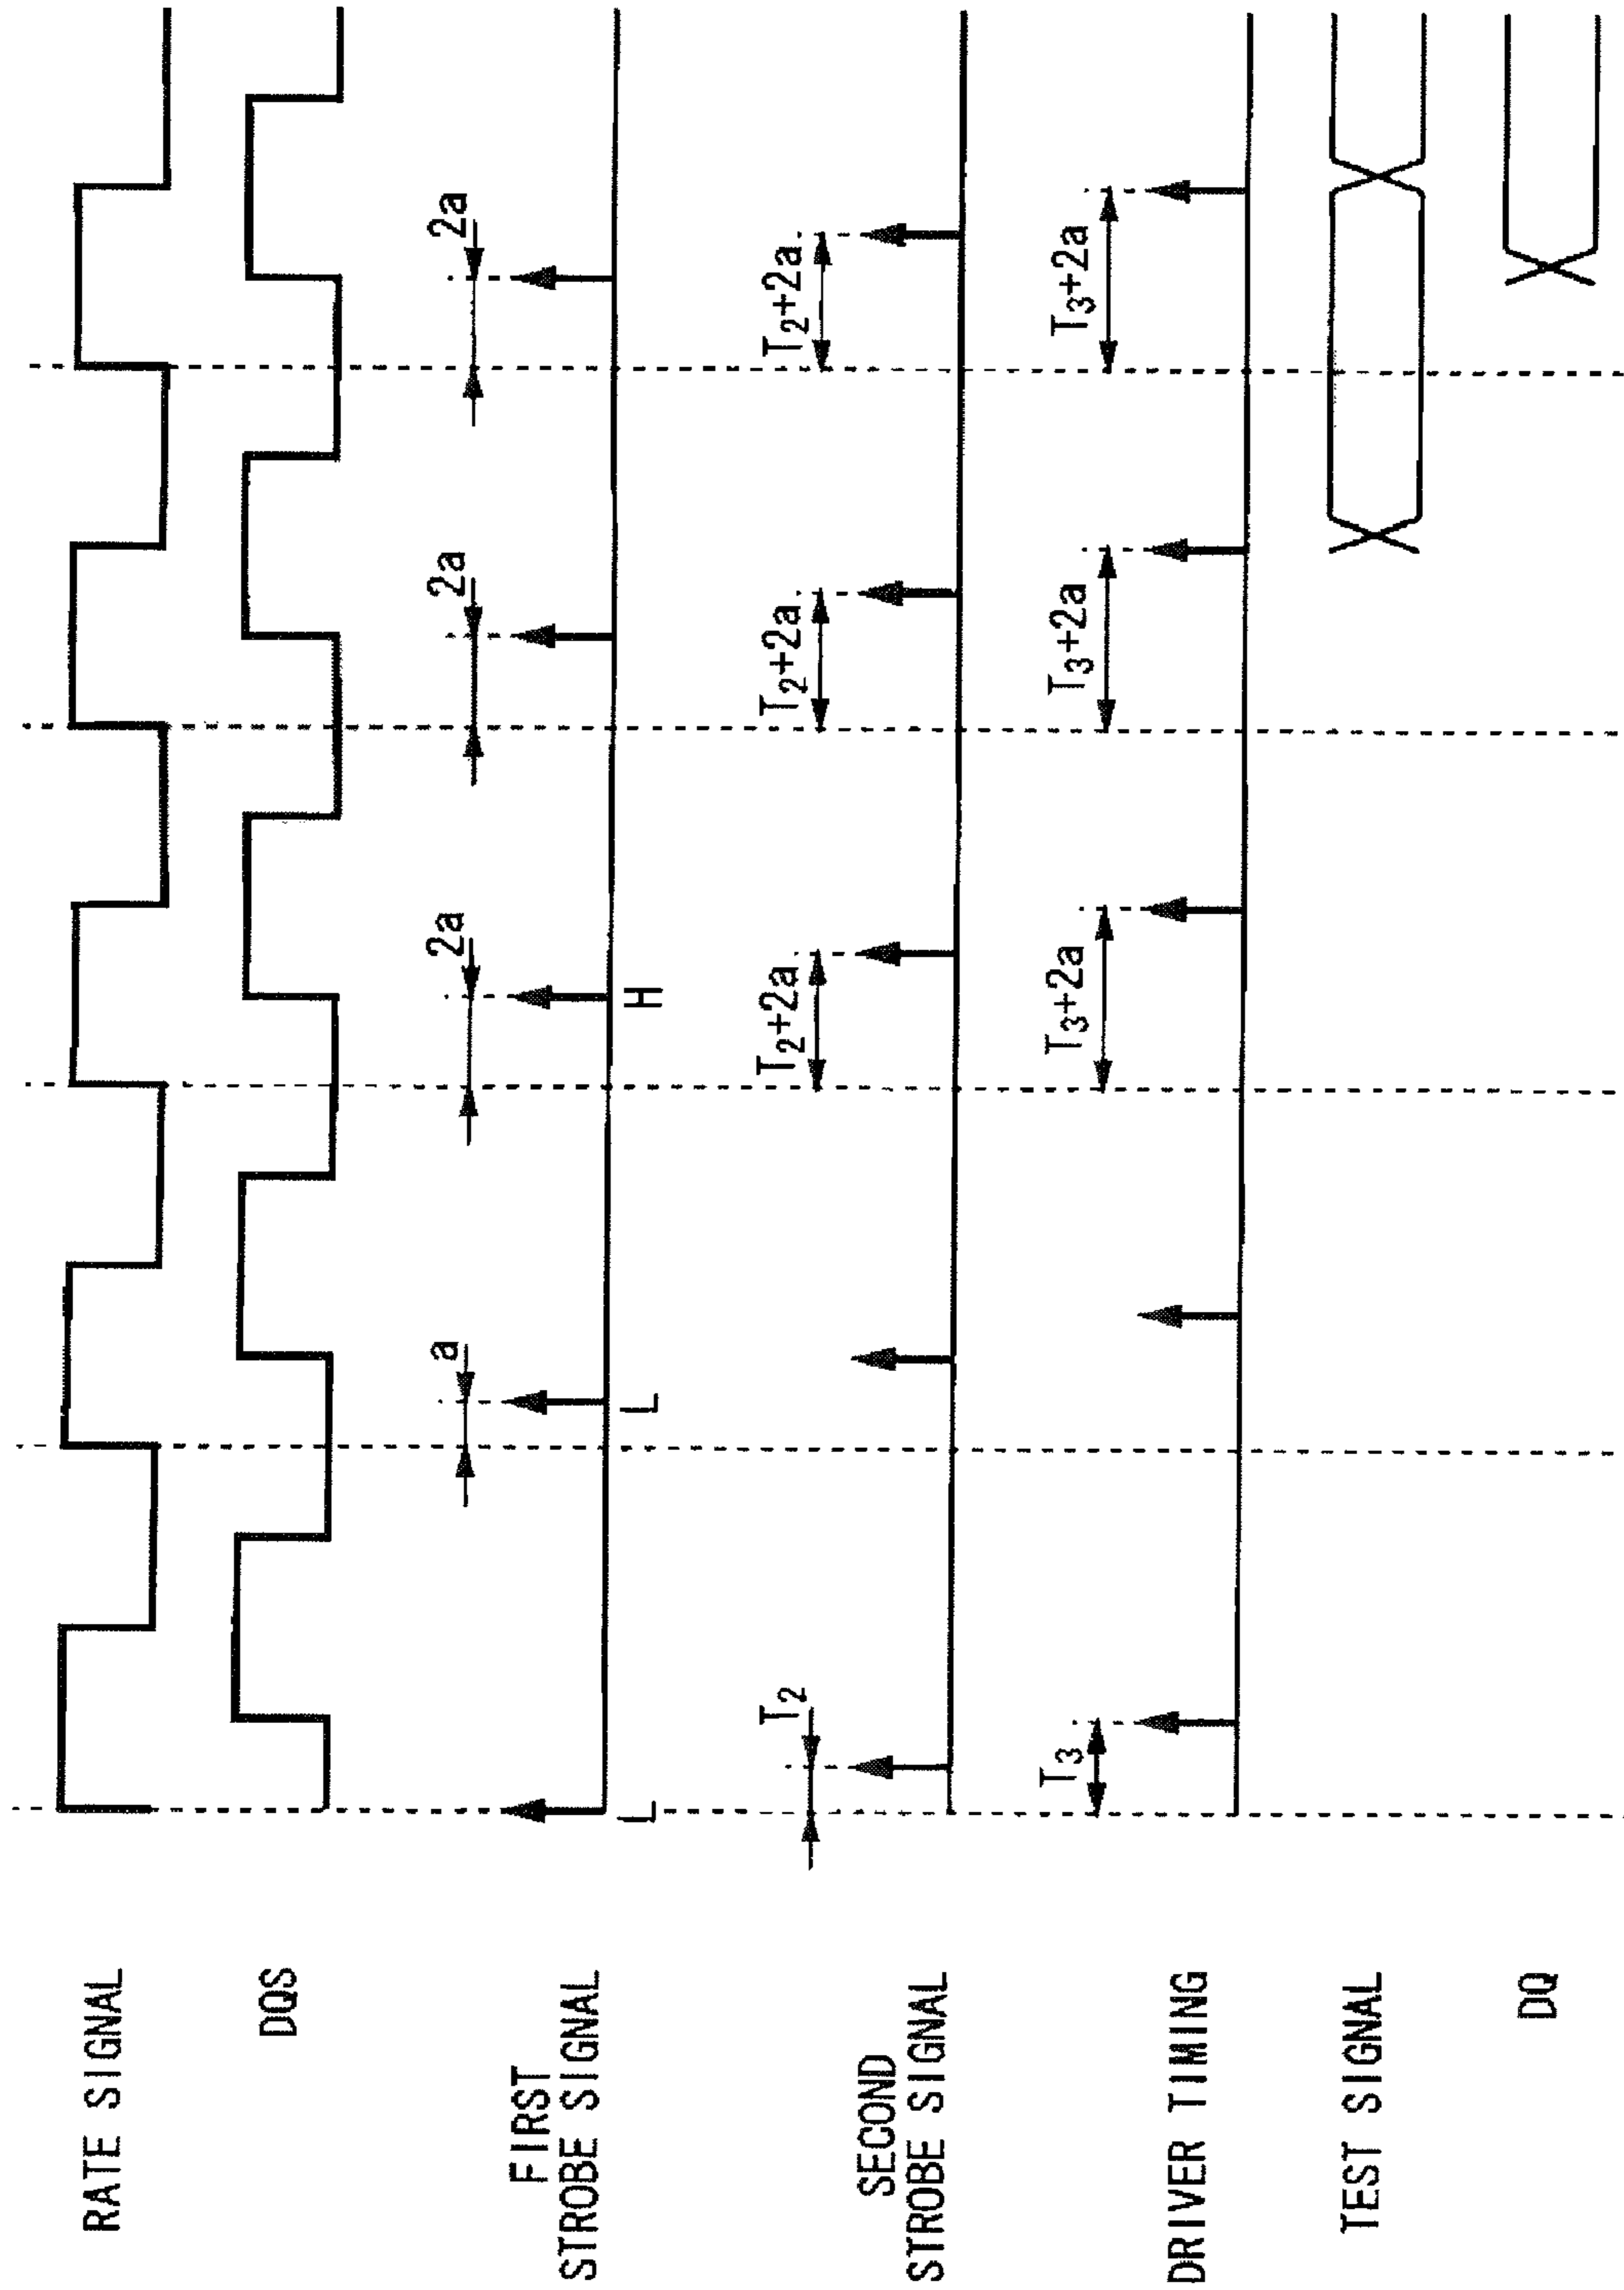 RATE SIGNAL
DQS
FIRST
STROBE SIGNAL
L
a
L
2a
H
2a
2a
SECOND
STROBE SIGNAL
T2
T2+2a
T2+2a
T2+2a
DRIVER TIMING
T3
T3+2a
T3+2a
T3+2a
TEST SIGNAL
DQ